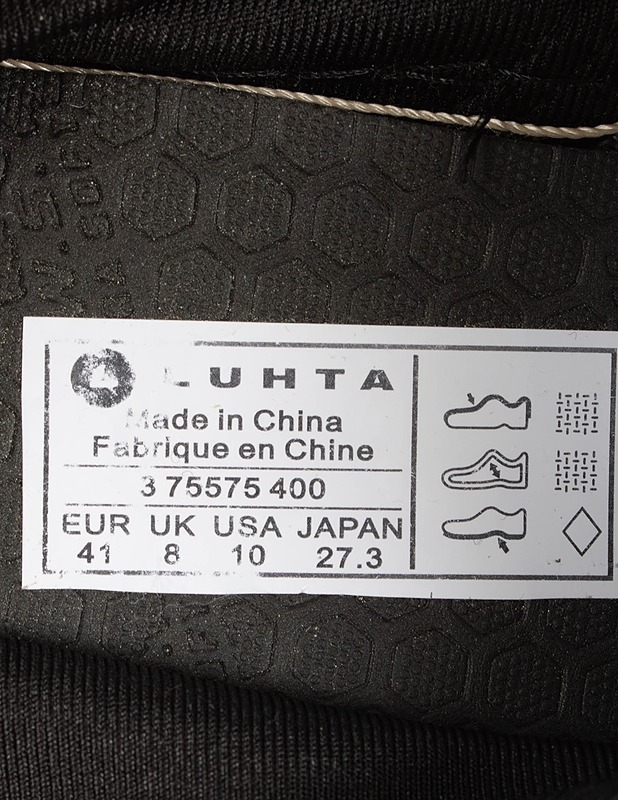 LUHTA
Made in China
Fabrique en Chine
3 75575 400
EUR UK USA JAPAN
41 8 10 27.3